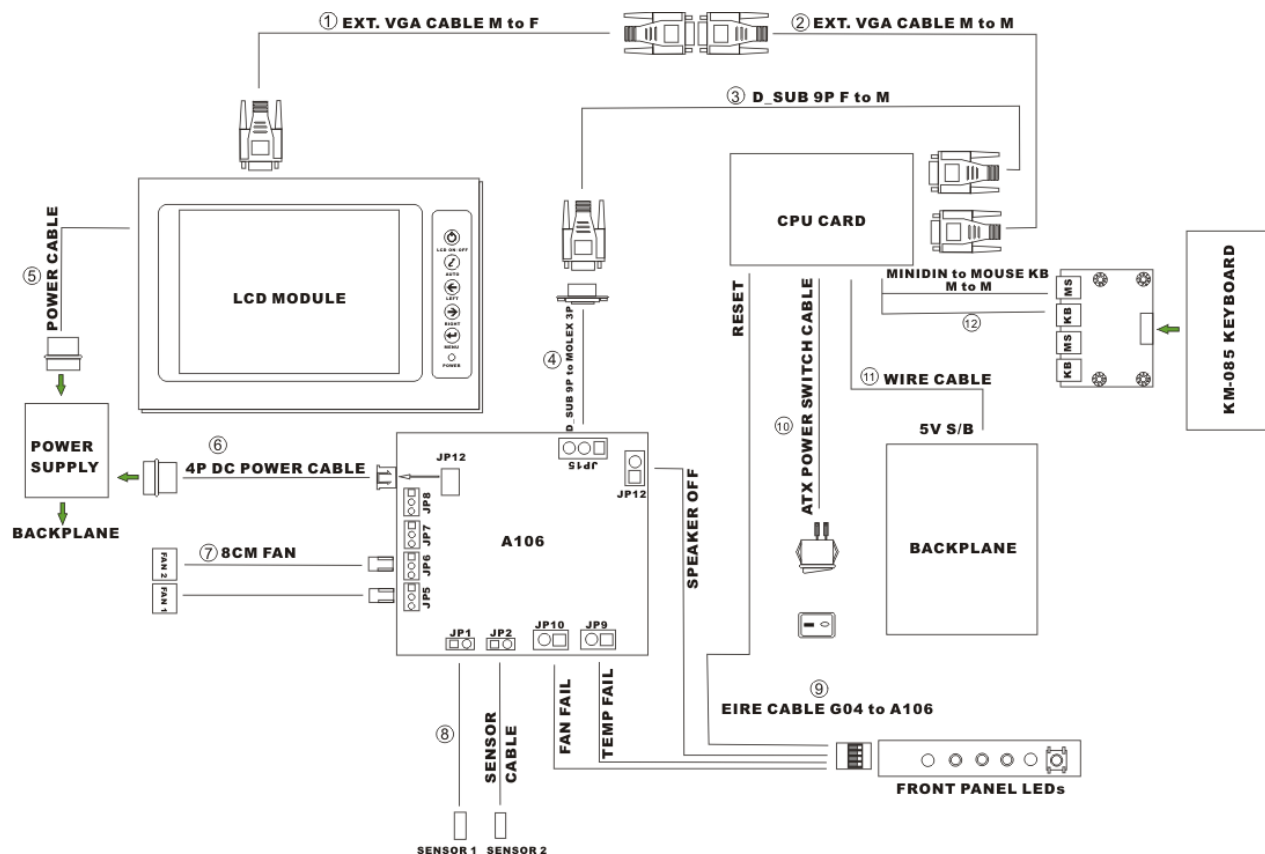 ① EXT. VGA CABLE M to F
② EXT. VGA CABLE M to M
③ D_SUB 9P F to M
CPU CARD
LCD MODULE
LCD ON-OFF
AUTO
LEFT
RIGHT
MENU
POWER
⑤ POWER CABLE
④ D_SUB 9P to MOLEX 3P
RESET
MINIDIN to MOUSE KB
M to M
⑫
MS
KB
MS
KB
KM-085 KEYBOARD
⑩ ATX POWER SWITCH CABLE
⑪ WIRE CABLE
5V S/B
BACKPLANE
POWER
SUPPLY
BACKPLANE
⑥
4P DC POWER CABLE
JP12
JP15
JP12
JP8
JP7
JP6
JP5
A106
SPEAKER OFF
⑦ 8CM FAN
FAN 2
FAN 1
JP1
JP2
JP10
JP9
⑧
SENSOR
CABLE
FAN FAIL
TEMP FAIL
⑨
EIRE CABLE G04 to A106
FRONT PANEL LEDs
SENSOR 1
SENSOR 2